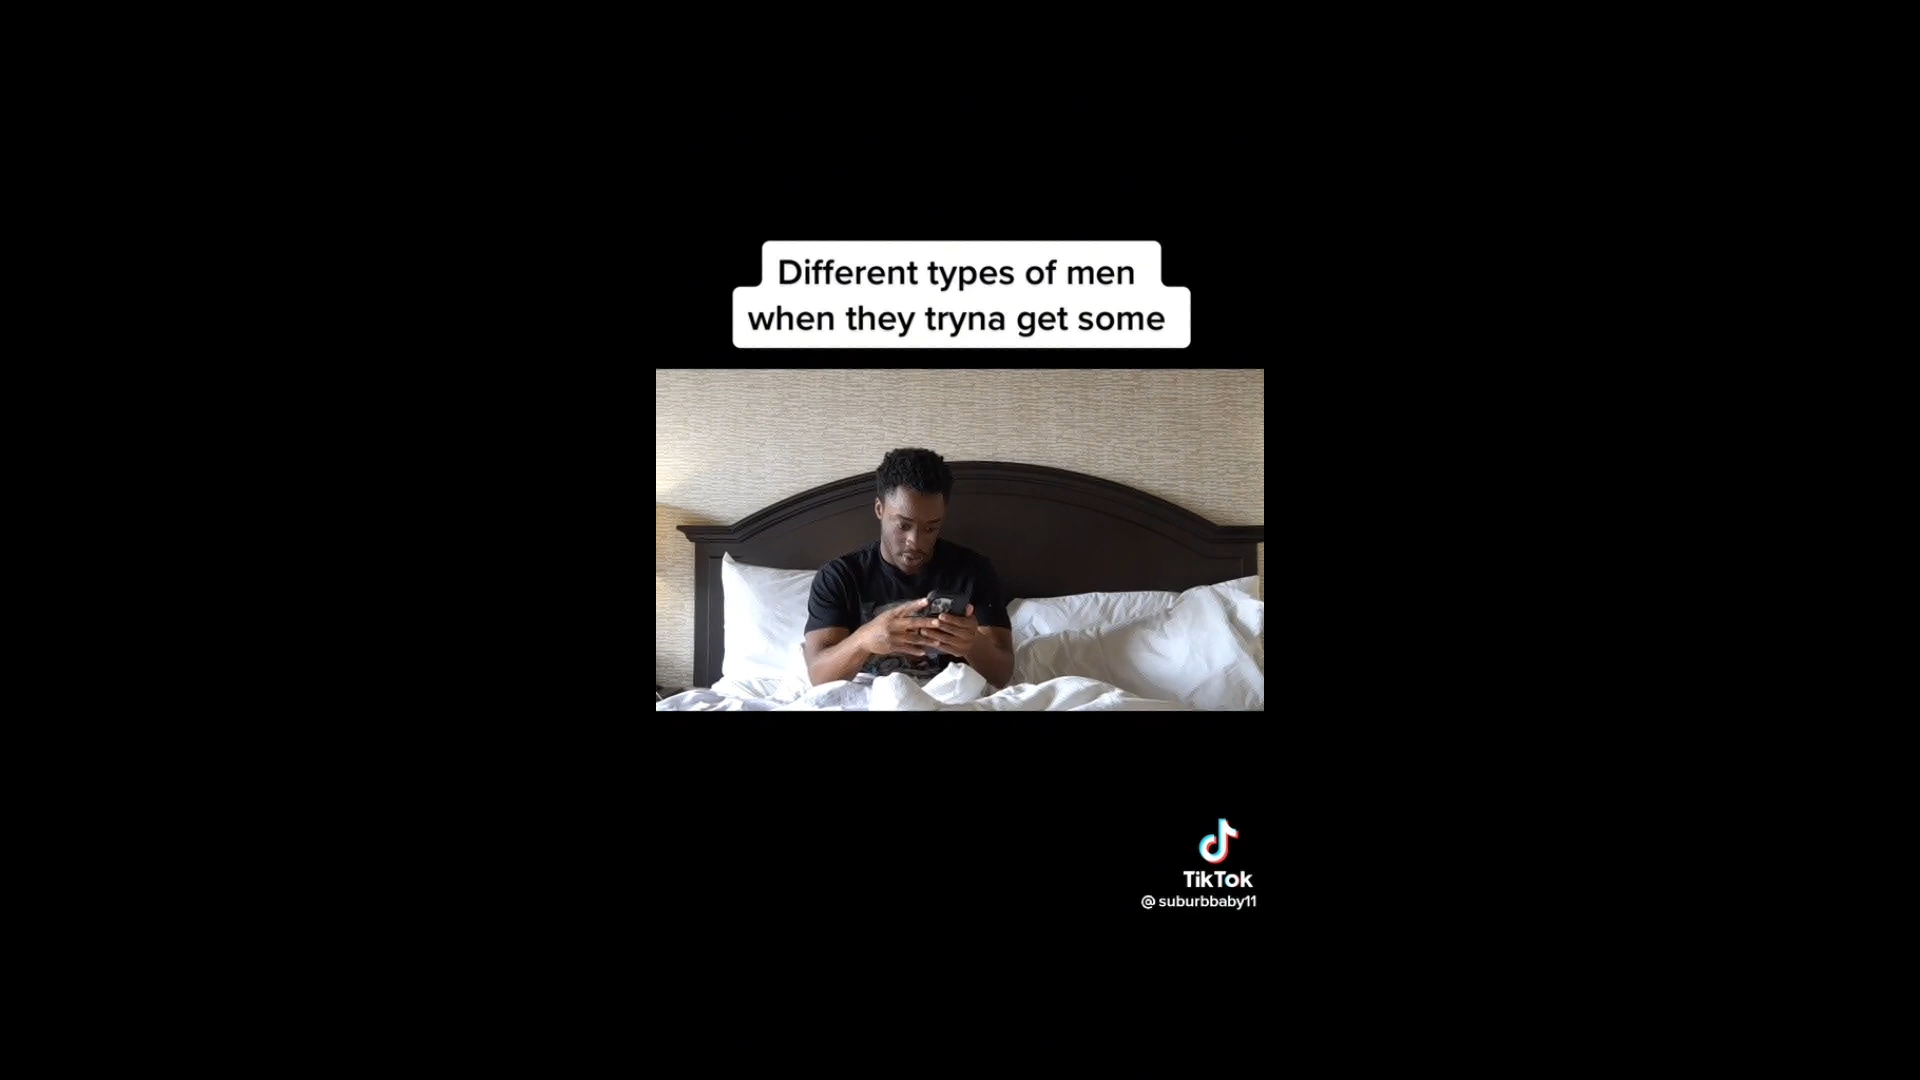 Different types of men
when they tryna get some
TikTok
@suburbbaby11